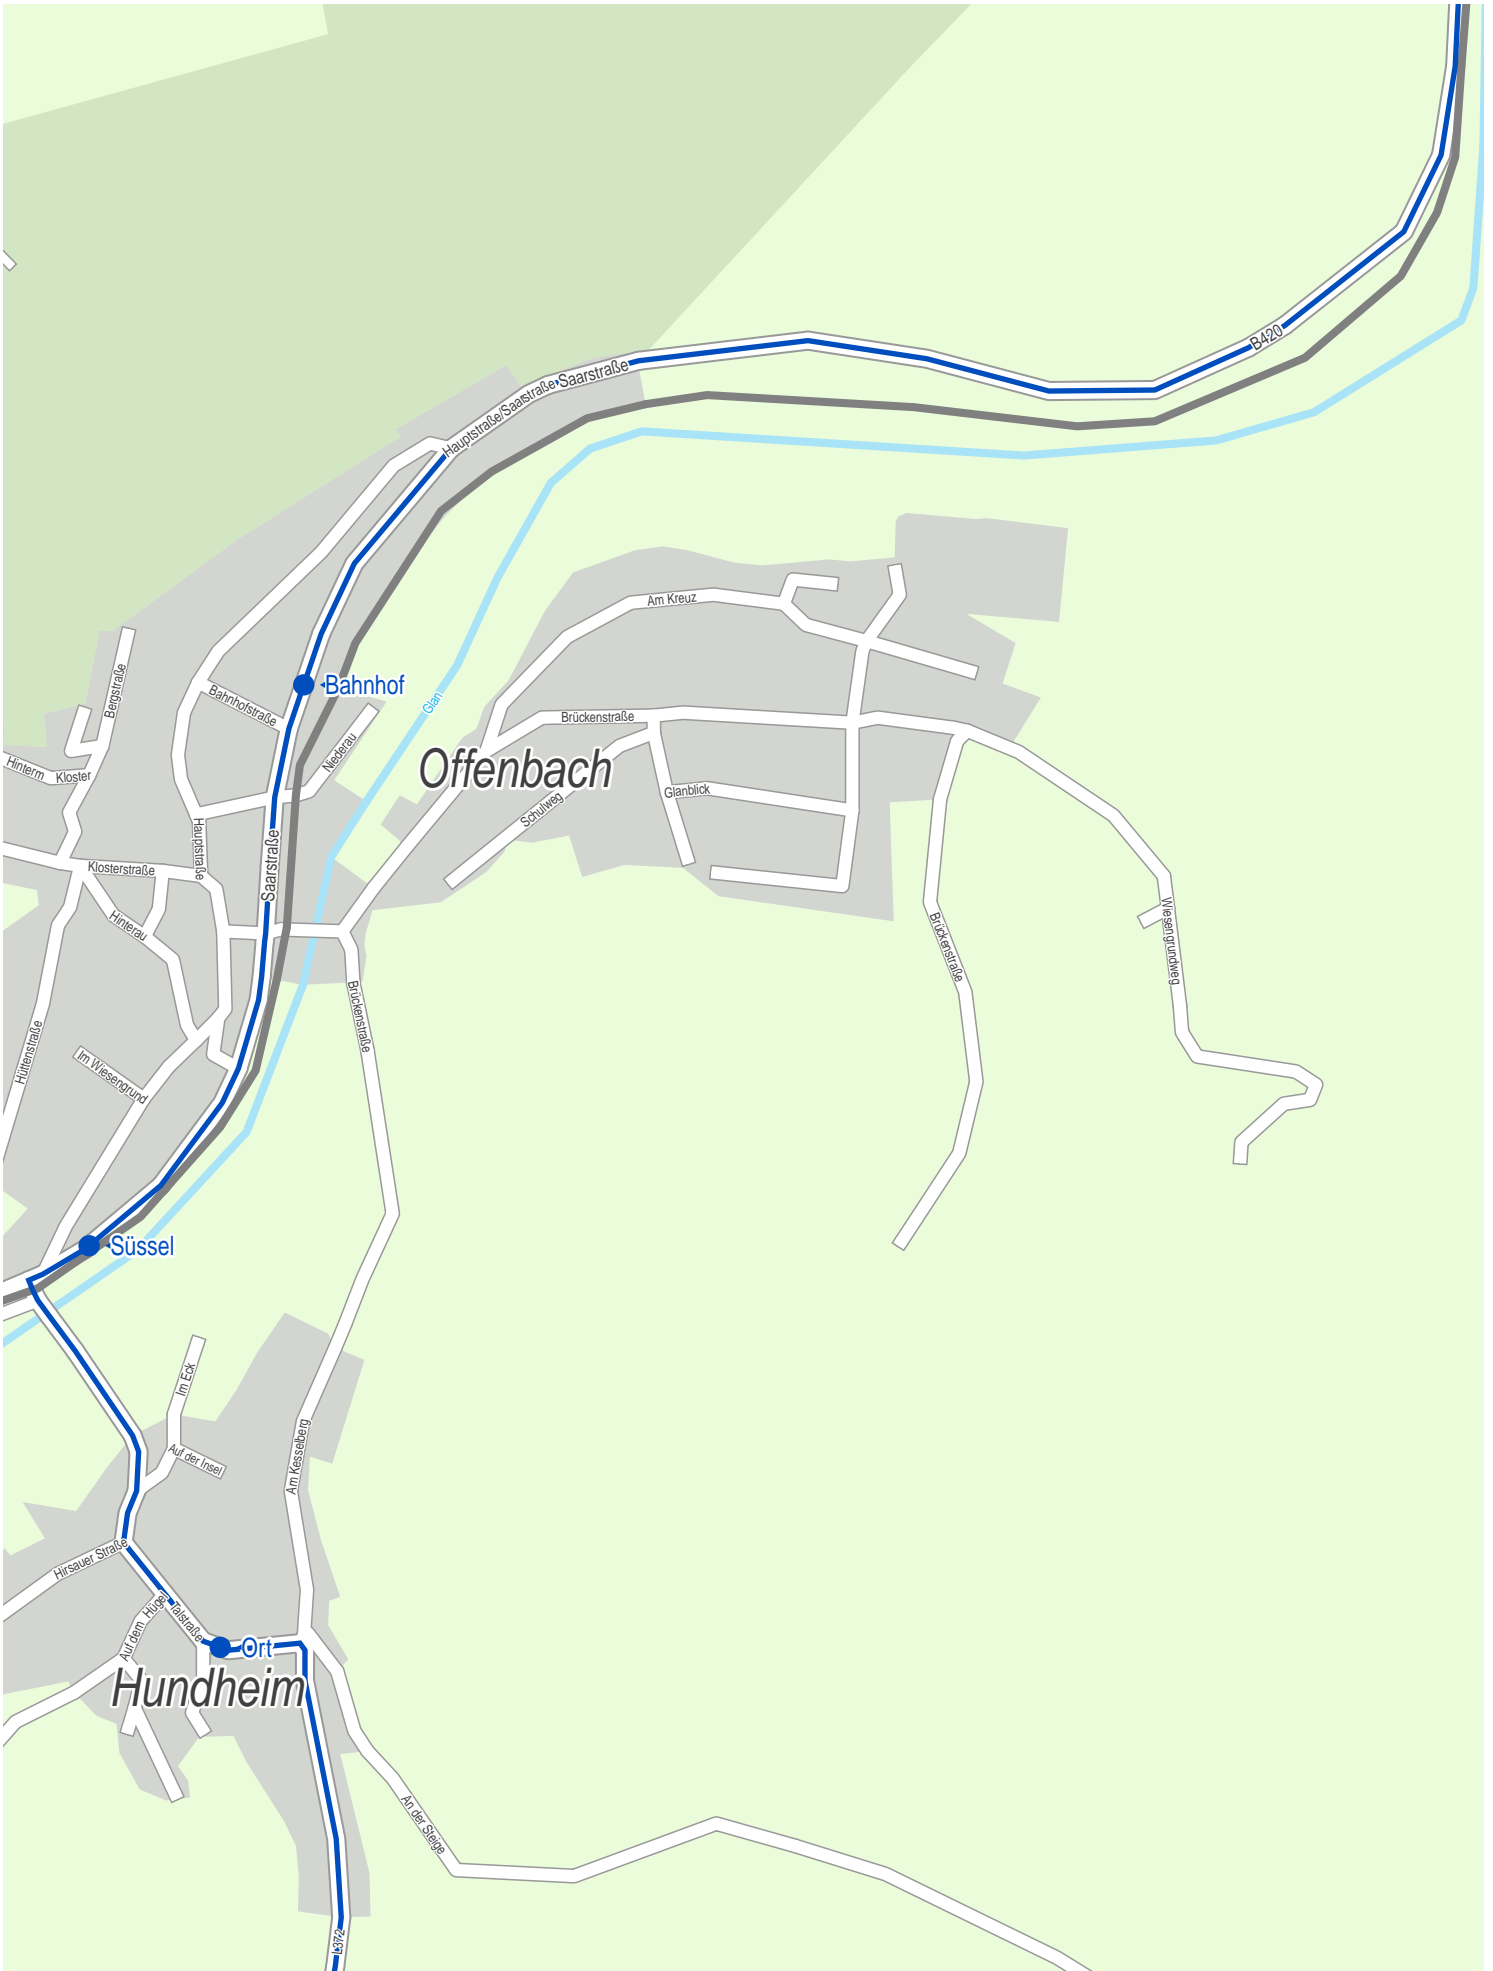 B420
Saarstraße
Hauptstraße/Saarstraße
Am Kreuz
Bergstraße
Bahnhofstraße
Bahnhof
Glan
Brückenstraße
Niederau
Hinterm Kloster
Offenbach
Schulweg
Glanblick
Hauptstraße
Saarstraße
Klosterstraße
Hinterau
Brückenstraße
Wiesengrundweg
Brückenstraße
Hüttenstraße
Im Wiesengrund
Süssel
Im Eck
Auf der Insel
Am Kesselberg
Hirsauer Straße
Auf dem Hügel
Talstraße
Ort
Hundheim
An der Steige
L372